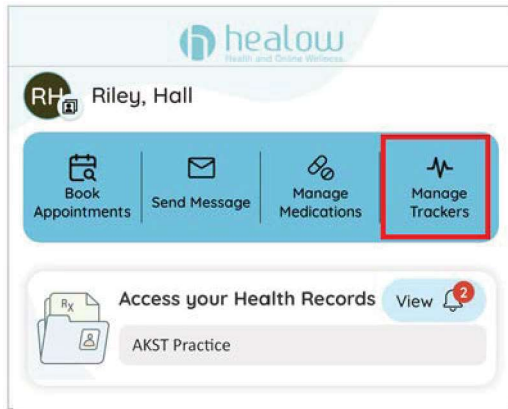 healow
Health and Online Wellness.
RH
Riley, Hall
Book
Appointments
Send Message
Manage
Medications
Manage
Trackers
Rx
Access your Health Records
View
2
AKST Practice